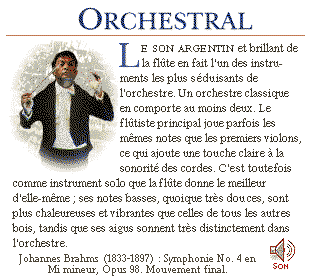 ORCHESTRAL
LE SON ARGENTIN et brillant de
la flûte en fait l'un des instru-
ments les plus séduisants de
l'orchestre. Un orchestre classique
en comporte au moins deux. Le
flûtiste principal joue parfois les
mêmes notes que les premiers violons,
ce qui ajoute une touche claire à la
sonorité des cordes. C'est toutefois
comme instrument solo que la flûte donne le meilleur
d'elle-même ; ses notes basses, quoique très douces, sont
plus chaleureuses et vibrantes que celles de tous les autres
bois, tandis que ses aigus sonnent très distinctement dans
l'orchestre.
Johannes Brahms (1833-1897) : Symphonie No. 4 en
Mi mineur, Opus 98. Mouvement final.
SON